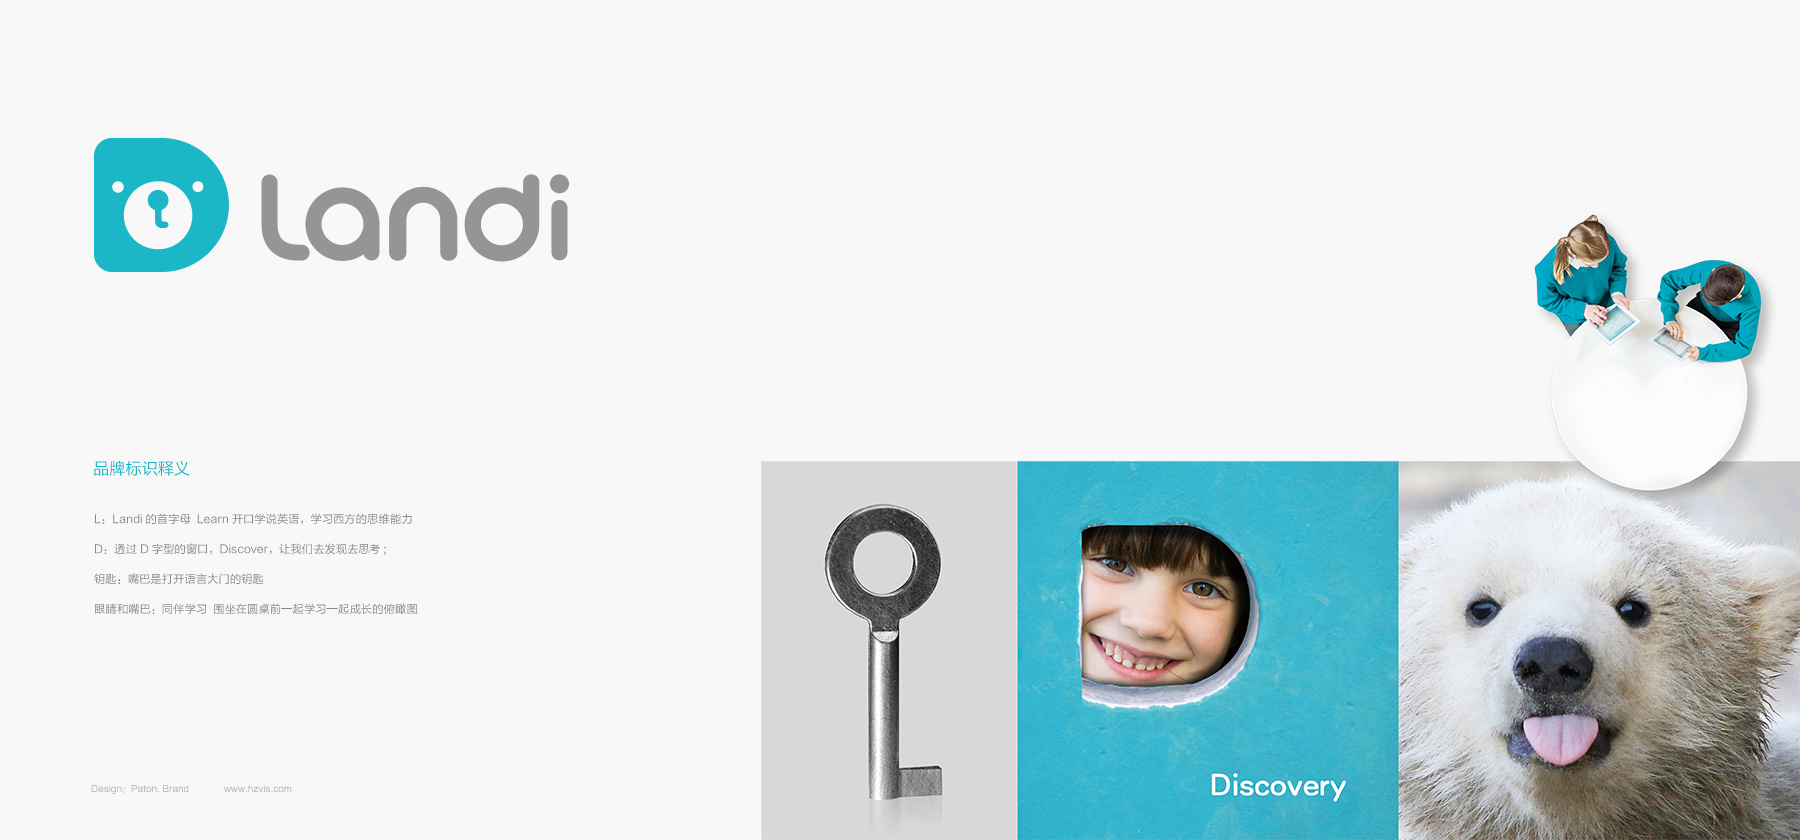 Landi
品牌标识释义
L：Landi 的首字母 Learn 开口学说英语，学习西方的思维能力
D：透过 D 字型的窗口，Discover，让我们去发现去思考；
钥匙：嘴巴是打开语言大门的钥匙
眼睛和嘴巴：同伴学习 围坐在圆桌前一起学习一起成长的俯瞰图
Discovery
Design：Paton. Brand www.hzvis.com